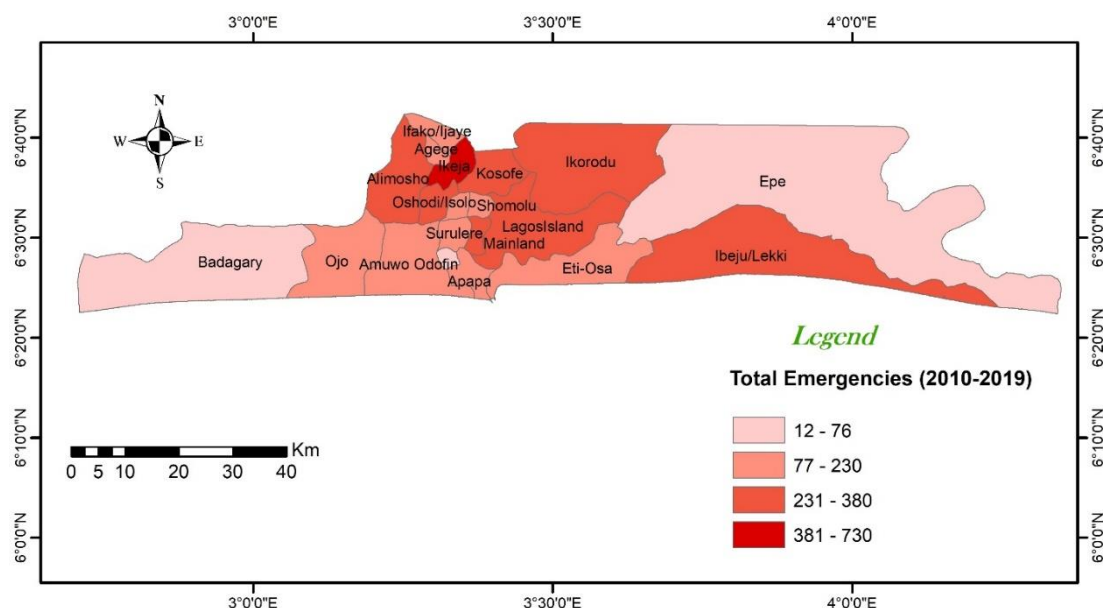 3°0'0"E 3°30'0"E 4°0'0"E
N
W E
S
6°40'0"N 6°40'0"N
Ifako/Ijaye
Agege
Ikeja
Alimosho
Kosofe
Ikorodu
Epe
Oshodi/Isolo
Shomolu
LagosIsland
Surulere
Mainland
6°30'0"N 6°30'0"N
Badagary
Ojo
Amuwo Odofin
Apapa
Eti-Osa
Ibeju/Lekki
6°20'0"N 6°20'0"N
Legend
Total Emergencies (2010-2019)
12 - 76
77 - 230
231 - 380
381 - 730
6°10'0"N 6°10'0"N
Km
0 5 10 20 30 40
6°0'0"N 6°0'0"N
3°0'0"E 3°30'0"E 4°0'0"E